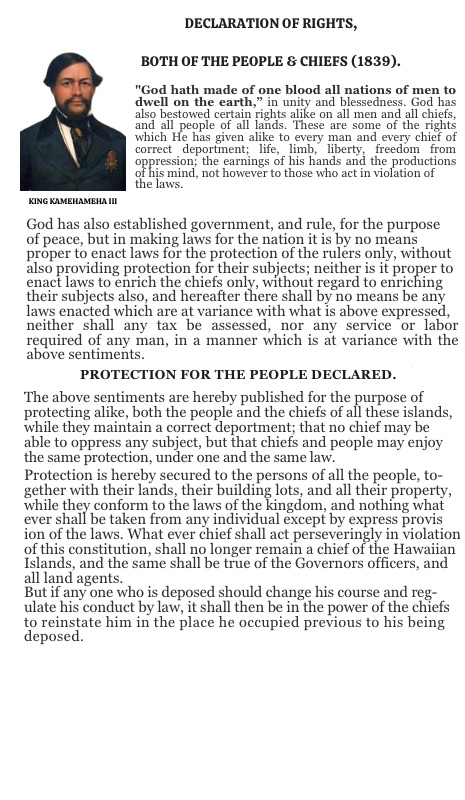 DECLARATION OF RIGHTS,
BOTH OF THE PEOPLE & CHIEFS (1839).
"God hath made of one blood all nations of men to
dwell on the earth,” in unity and blessedness. God has
also bestowed certain rights alike on all men and all chiefs,
and all people of all lands. These are some of the rights
which He has given alike to every man and every chief of
correct deportment; life, limb, liberty, freedom from
oppression; the earnings of his hands and the productions
of his mind, not however to those who act in violation of
the laws.
KING KAMEHAMEHA III
God has also established government, and rule, for the purpose
of peace, but in making laws for the nation it is by no means
proper to enact laws for the protection of the rulers only, without
also providing protection for their subjects; neither is it proper to
enact laws to enrich the chiefs only, without regard to enriching
their subjects also, and hereafter there shall by no means be any
laws enacted which are at variance with what is above expressed,
neither shall any tax be assessed, nor any service or labor
required of any man, in a manner which is at variance with the
above sentiments.
PROTECTION FOR THE PEOPLE DECLARED.
The above sentiments are hereby published for the purpose of
protecting alike, both the people and the chiefs of all these islands,
while they maintain a correct deportment; that no chief may be
able to oppress any subject, but that chiefs and people may enjoy
the same protection, under one and the same law.
Protection is hereby secured to the persons of all the people, to-
gether with their lands, their building lots, and all their property,
while they conform to the laws of the kingdom, and nothing what
ever shall be taken from any individual except by express provis
ion of the laws. What ever chief shall act perseveringly in violation
of this constitution, shall no longer remain a chief of the Hawaiian
Islands, and the same shall be true of the Governors officers, and
all land agents.
But if any one who is deposed should change his course and reg-
ulate his conduct by law, it shall then be in the power of the chiefs
to reinstate him in the place he occupied previous to his being
deposed.